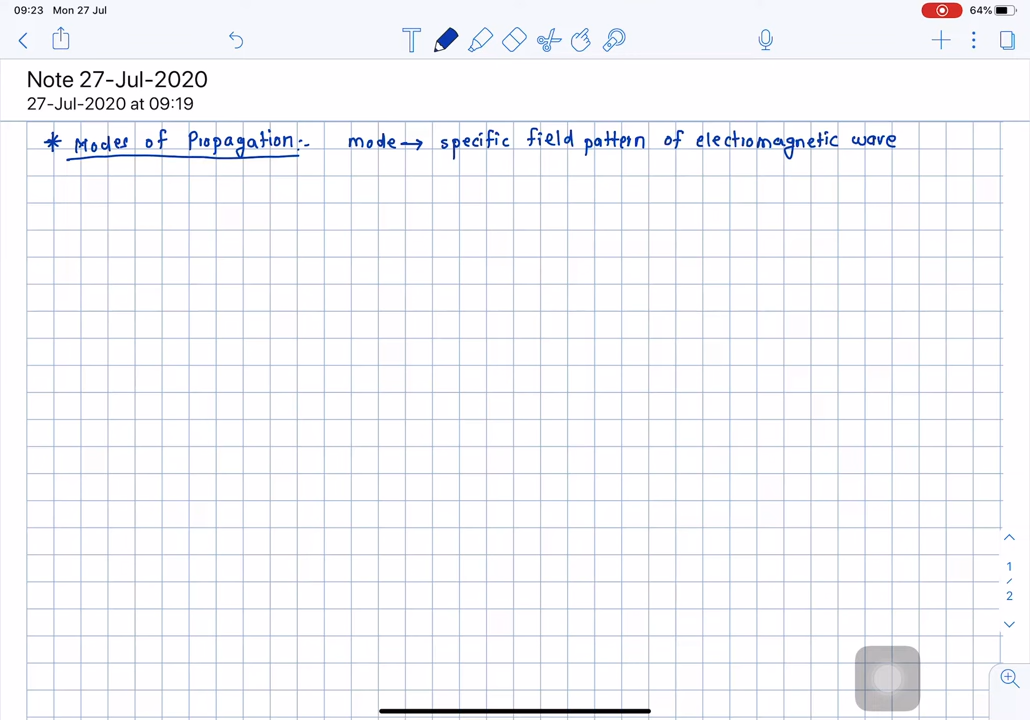 09:23 Mon 27 Jul
64%
T
Note 27-Jul-2020
27-Jul-2020 at 09:19
* Modes of Propagation:- mode → specific field pattern of electromagnetic wave
1
/
2